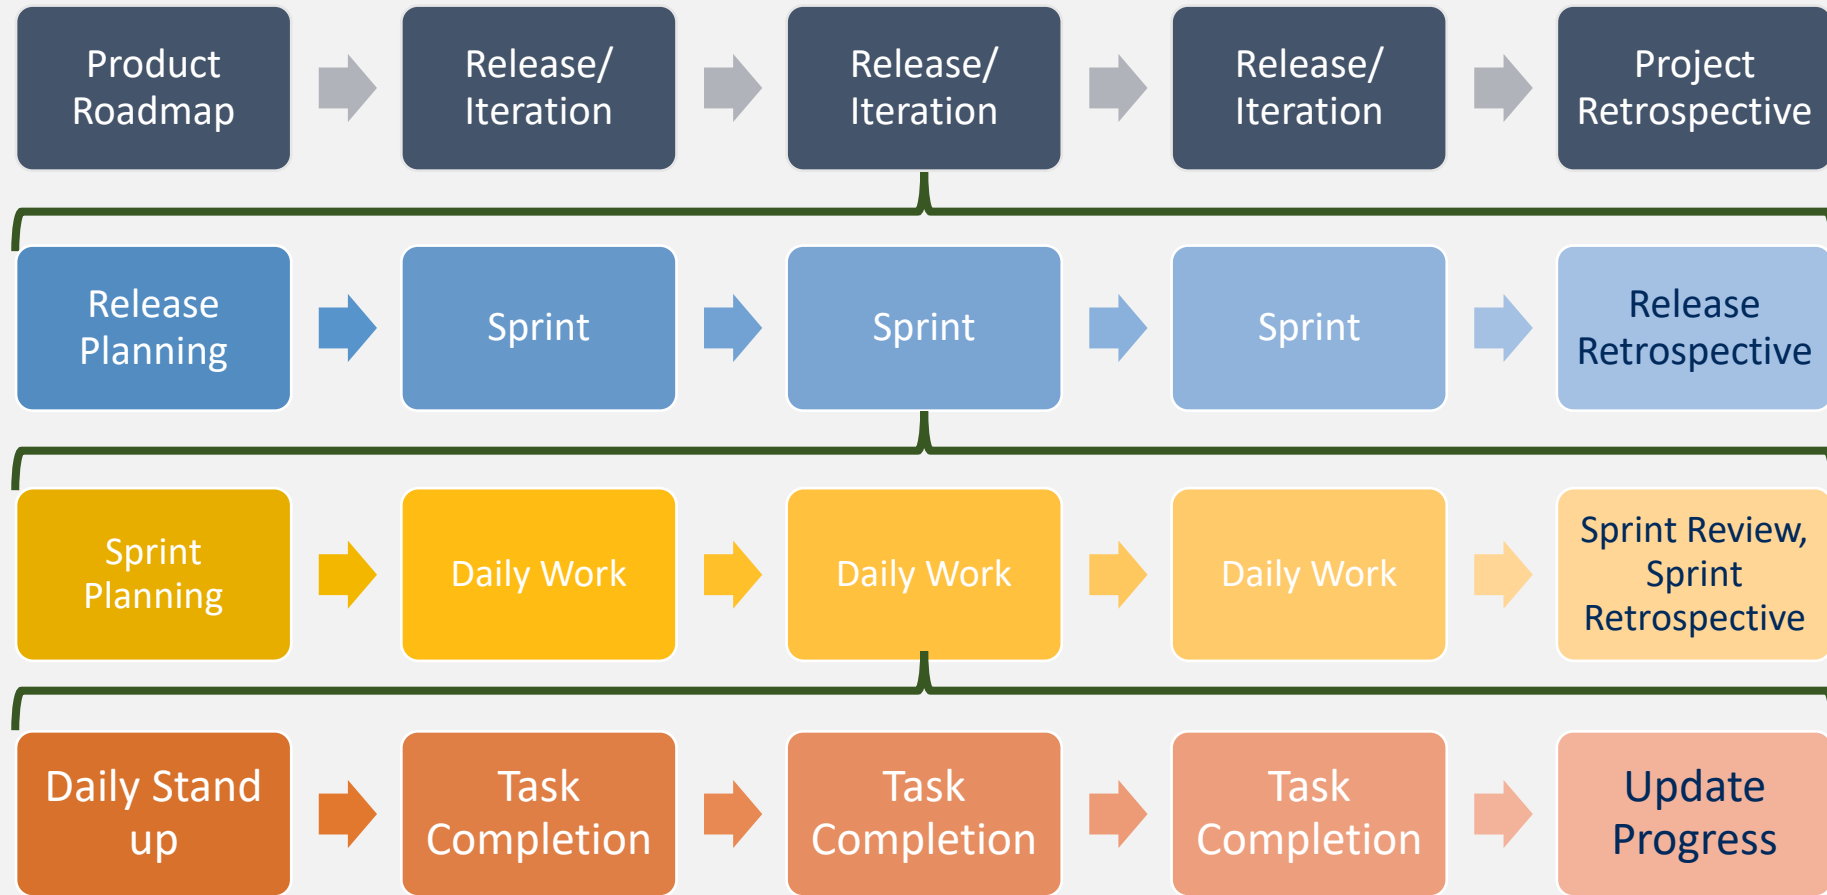 Product
Roadmap
Release/
Iteration
Release/
Iteration
Release/
Iteration
Project
Retrospective
Release
Planning
Sprint
Sprint
Sprint
Release
Retrospective
Sprint
Planning
Daily Work
Daily Work
Daily Work
Sprint Review,
Sprint
Retrospective
Daily Stand
up
Task
Completion
Task
Completion
Task
Completion
Update
Progress